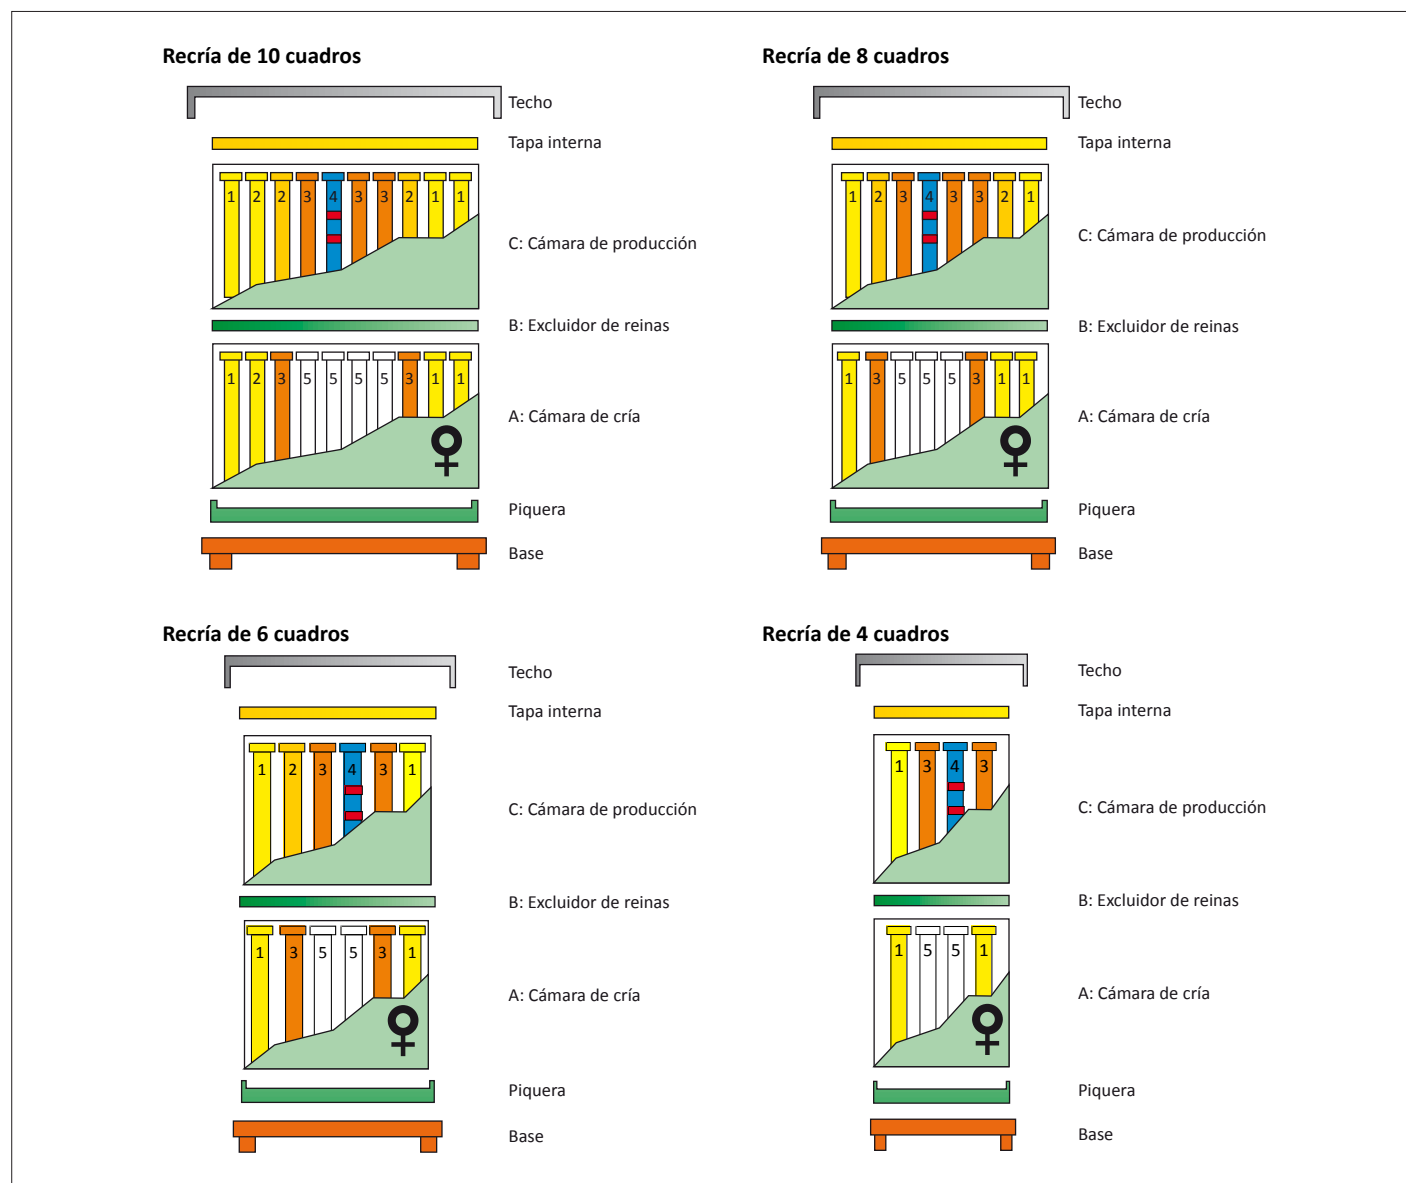 Recría de 10 cuadros
Techo
Tapa interna
1 2 2 3 4 3 3 2 1 1
C: Cámara de producción
B: Excluidor de reinas
1 2 3 5 5 5 5 3 1 1
A: Cámara de cría
Piquera
Base
Recría de 8 cuadros
Techo
Tapa interna
1 2 3 4 3 3 2 1
C: Cámara de producción
B: Excluidor de reinas
1 3 5 5 5 3 1 1
A: Cámara de cría
Piquera
Base
Recría de 6 cuadros
Techo
Tapa interna
1 2 3 4 3 1
C: Cámara de producción
B: Excluidor de reinas
1 3 5 5 3 1
A: Cámara de cría
Piquera
Base
Recría de 4 cuadros
Techo
Tapa interna
1 3 4 3
C: Cámara de producción
B: Excluidor de reinas
1 5 5 1
A: Cámara de cría
Piquera
Base